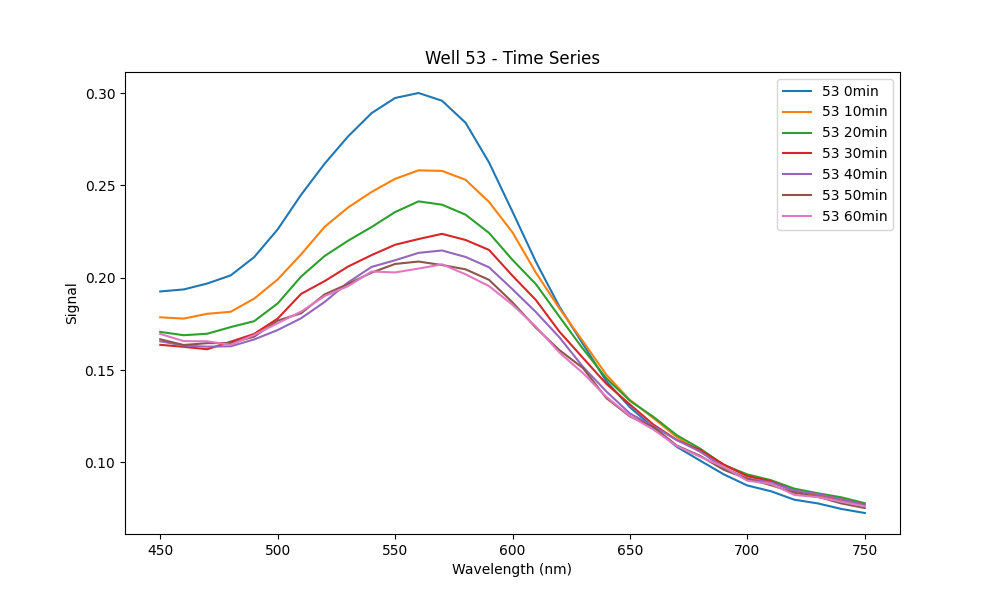 Well 53 - Time Series
53 0min
53 10min
53 20min
53 30min
53 40min
53 50min
53 60min
0.30
0.25
0.20
0.15
0.10
Signal
450 500 550 600 650 700 750
Wavelength (nm)